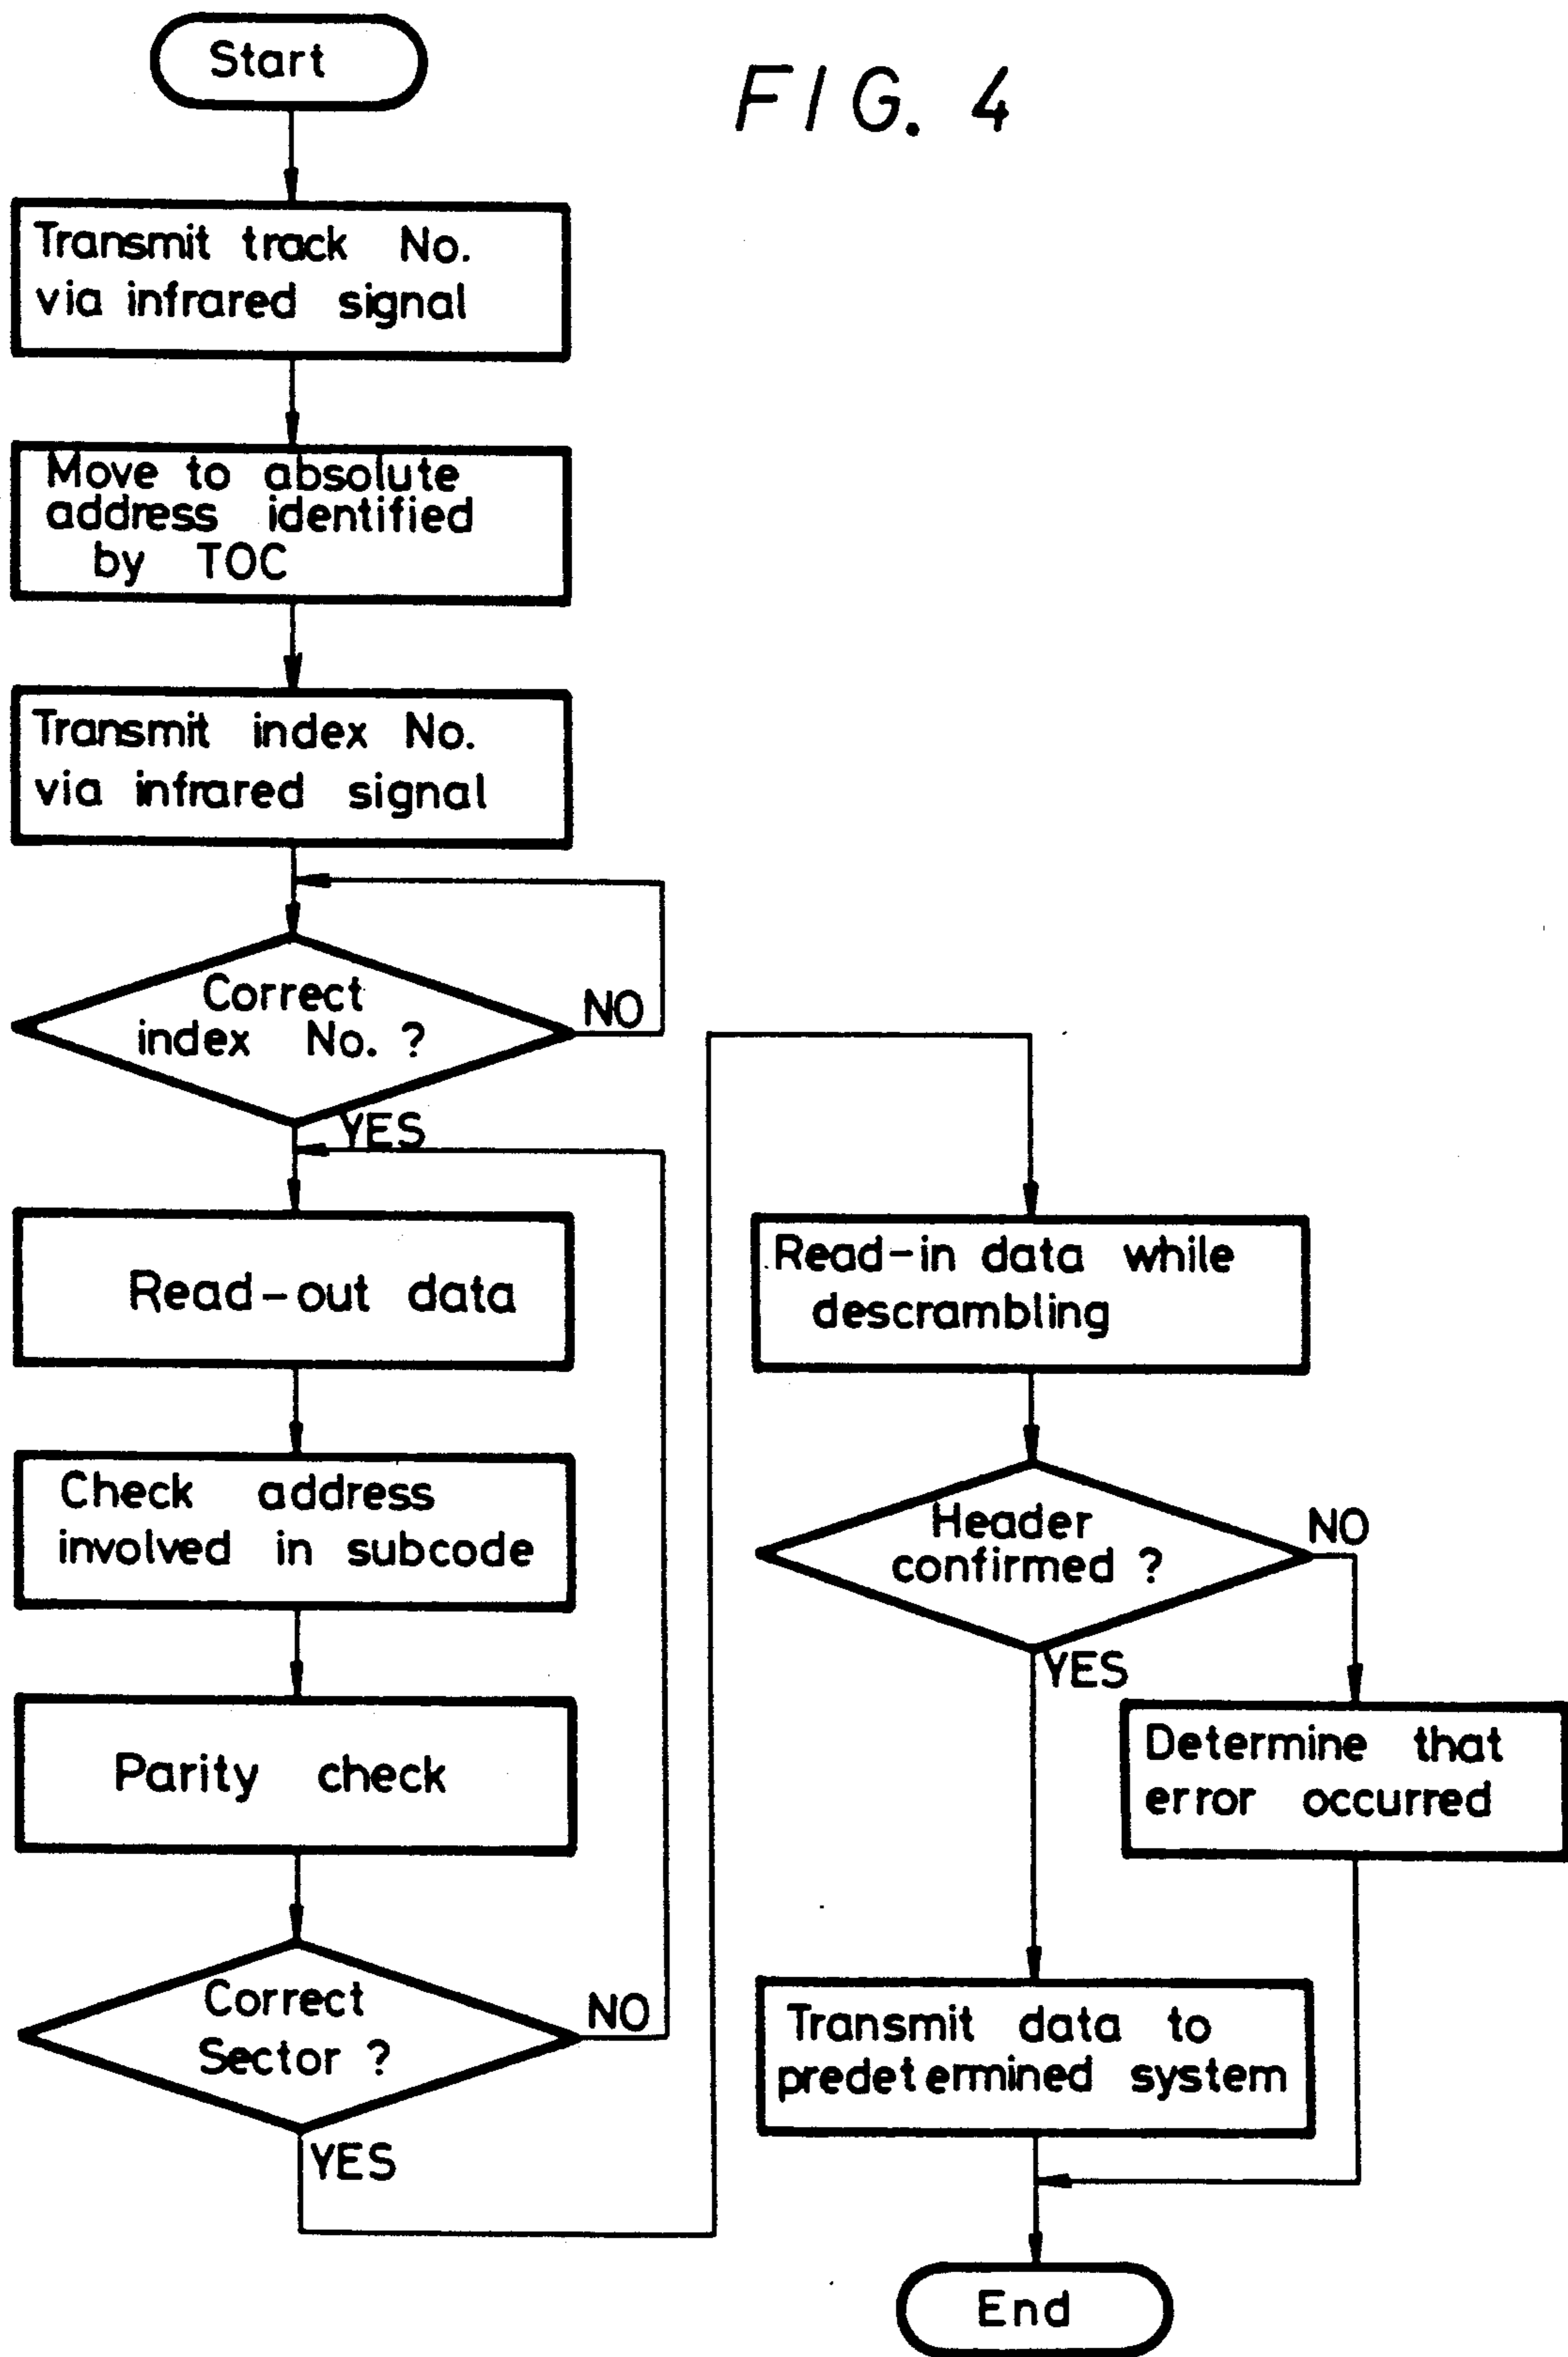 FIG. 4
Start
Transmit track No.
via infrared signal
Move to absolute
address identified
by TOC
Transmit index No.
via infrared signal
Correct
index No. ?
NO
YES
Read-out data
Check address
involved in subcode
Parity check
Correct
Sector ?
NO
YES
Read-in data while
descrambling
Header
confirmed ?
NO
YES
Determine that
error occurred
Transmit data to
predetermined system
End